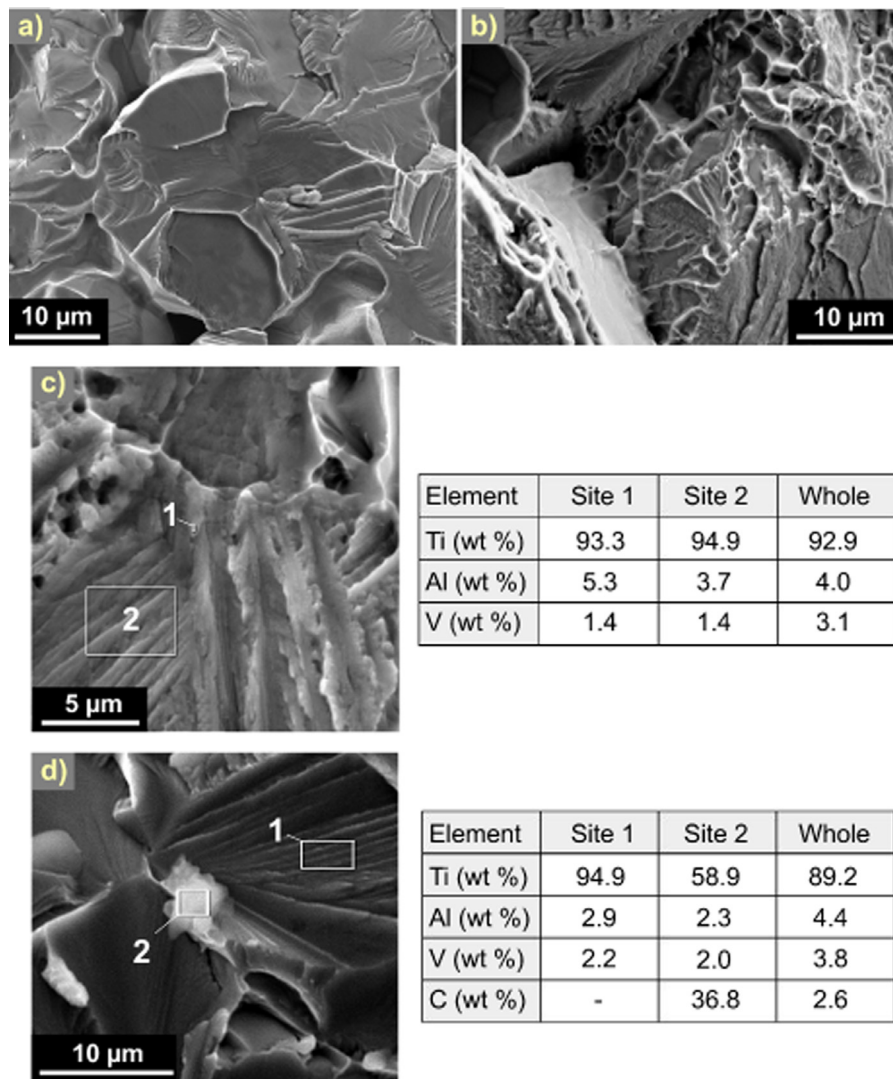 a)
10 µm
b)
10 µm
c)
1
2
5 µm
Element Site 1 Site 2 Whole
Ti (wt %) 93.3 94.9 92.9
Al (wt %) 5.3 3.7 4.0
V (wt %) 1.4 1.4 3.1
d)
1
2
10 µm
Element Site 1 Site 2 Whole
Ti (wt %) 94.9 58.9 89.2
Al (wt %) 2.9 2.3 4.4
V (wt %) 2.2 2.0 3.8
C (wt %) - 36.8 2.6